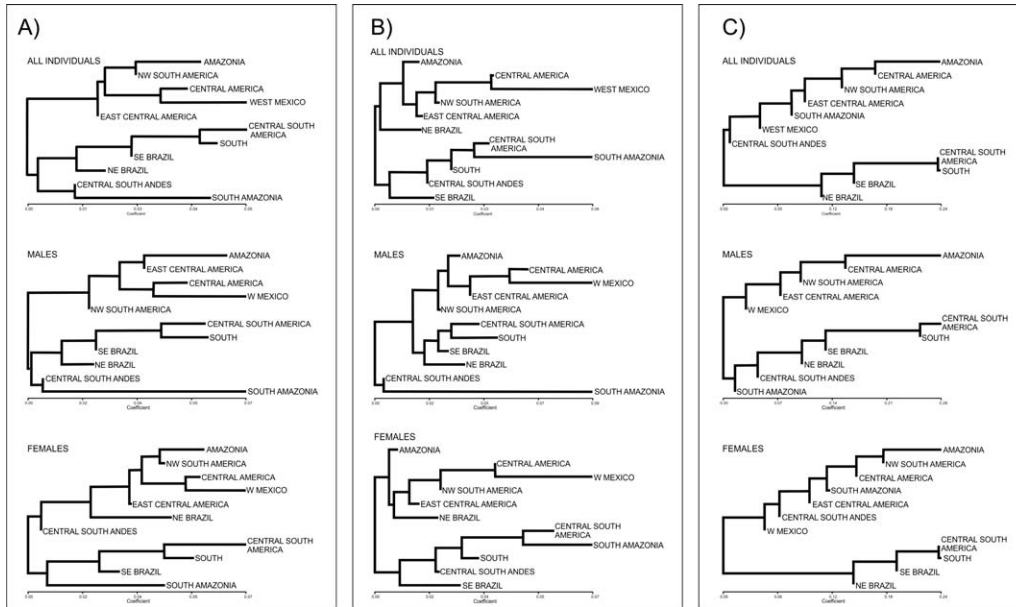 A)
ALL INDIVIDUALS
AMAZONIA
NW SOUTH AMERICA
CENTRAL AMERICA
WEST MEXICO
EAST CENTRAL AMERICA
CENTRAL SOUTH
AMERICA
SOUTH
SE BRAZIL
NE BRAZIL
CENTRAL SOUTH ANDES
SOUTH AMAZONIA
Coefficient
MALES
AMAZONIA
EAST CENTRAL AMERICA
CENTRAL AMERICA
W MEXICO
NW SOUTH AMERICA
CENTRAL SOUTH AMERICA
SOUTH
SE BRAZIL
NE BRAZIL
CENTRAL SOUTH ANDES
SOUTH AMAZONIA
Coefficient
FEMALES
AMAZONIA
NW SOUTH AMERICA
CENTRAL AMERICA
W MEXICO
EAST CENTRAL AMERICA
NE BRAZIL
CENTRAL SOUTH ANDES
CENTRAL SOUTH
AMERICA
SOUTH
SE BRAZIL
SOUTH AMAZONIA
Coefficient
B)
ALL INDIVIDUALS
AMAZONIA
CENTRAL AMERICA
WEST MEXICO
NW SOUTH AMERICA
EAST CENTRAL AMERICA
NE BRAZIL
CENTRAL SOUTH
AMERICA
SOUTH AMAZONIA
SOUTH
CENTRAL SOUTH ANDES
SE BRAZIL
Coefficient
MALES
AMAZONIA
CENTRAL AMERICA
W MEXICO
EAST CENTRAL AMERICA
NW SOUTH AMERICA
CENTRAL SOUTH AMERICA
SOUTH
SE BRAZIL
NE BRAZIL
CENTRAL SOUTH ANDES
SOUTH AMAZONIA
Coefficient
FEMALES
AMAZONIA
CENTRAL AMERICA
W MEXICO
NW SOUTH AMERICA
EAST CENTRAL AMERICA
NE BRAZIL
CENTRAL SOUTH
AMERICA
SOUTH AMAZONIA
SOUTH
CENTRAL SOUTH ANDES
SE BRAZIL
Coefficient
C)
ALL INDIVIDUALS
AMAZONIA
CENTRAL AMERICA
NW SOUTH AMERICA
EAST CENTRAL AMERICA
SOUTH AMAZONIA
WEST MEXICO
CENTRAL SOUTH ANDES
CENTRAL SOUTH
AMERICA
SOUTH
SE BRAZIL
NE BRAZIL
Coefficient
MALES
AMAZONIA
CENTRAL AMERICA
NW SOUTH AMERICA
EAST CENTRAL AMERICA
W MEXICO
CENTRAL SOUTH
AMERICA
SOUTH
SE BRAZIL
NE BRAZIL
CENTRAL SOUTH ANDES
SOUTH AMAZONIA
Coefficient
FEMALES
AMAZONIA
NW SOUTH AMERICA
CENTRAL AMERICA
SOUTH AMAZONIA
EAST CENTRAL AMERICA
CENTRAL SOUTH ANDES
W MEXICO
CENTRAL SOUTH
AMERICA
SOUTH
SE BRAZIL
NE BRAZIL
Coefficient